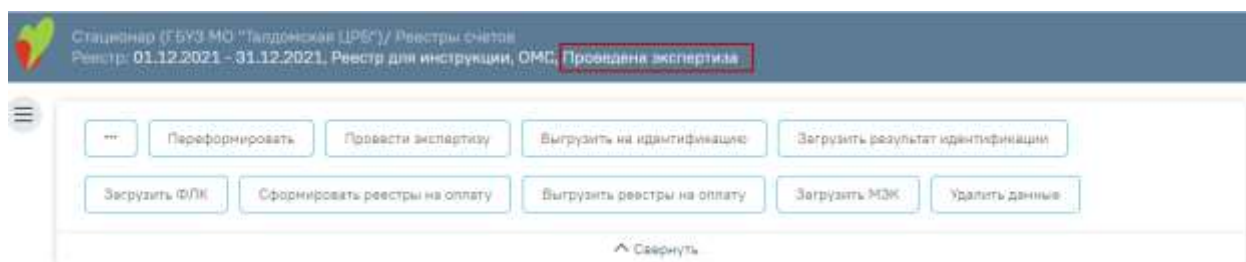 Стационар (ГБУЗ МО "Талдомская ЦРБ")/ Реестры счетов
Реестр: 01.12.2021 - 31.12.2021, Реестр для инструкции, ОМС, Проведена экспертиза
... Переформировать Провести экспертизу Выгрузить на идентификацию Загрузить результат идентификации
Загрузить ФЛК Сформировать реестры на оплату Выгрузить реестры на оплату Загрузить МЭК Удалить данные
Свернуть